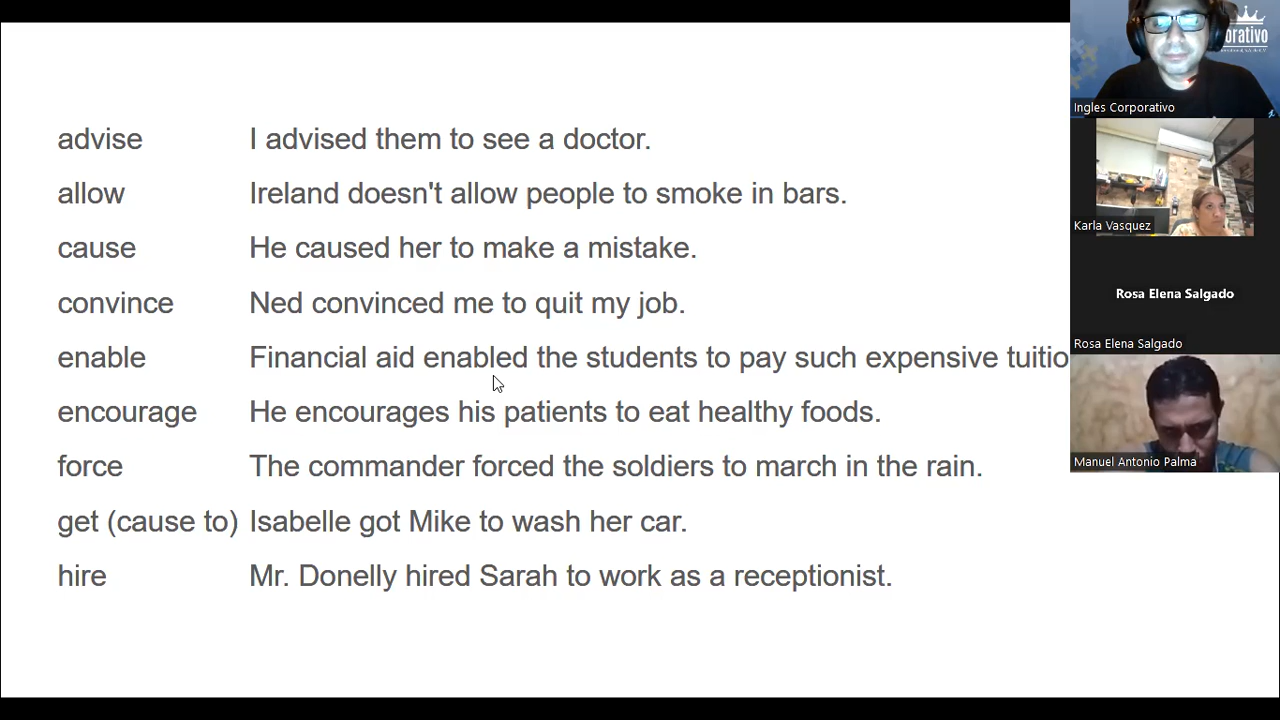 advise I advised them to see a doctor.
allow Ireland doesn't allow people to smoke in bars.
cause He caused her to make a mistake.
convince Ned convinced me to quit my job.
enable Financial aid enabled the students to pay such expensive tuitio
encourage He encourages his patients to eat healthy foods.
force The commander forced the soldiers to march in the rain.
get (cause to) Isabelle got Mike to wash her car.
hire Mr. Donelly hired Sarah to work as a receptionist.
orativo
Ingles Corporativo
Karla Vasquez
Rosa Elena Salgado
Rosa Elena Salgado
Manuel Antonio Palma